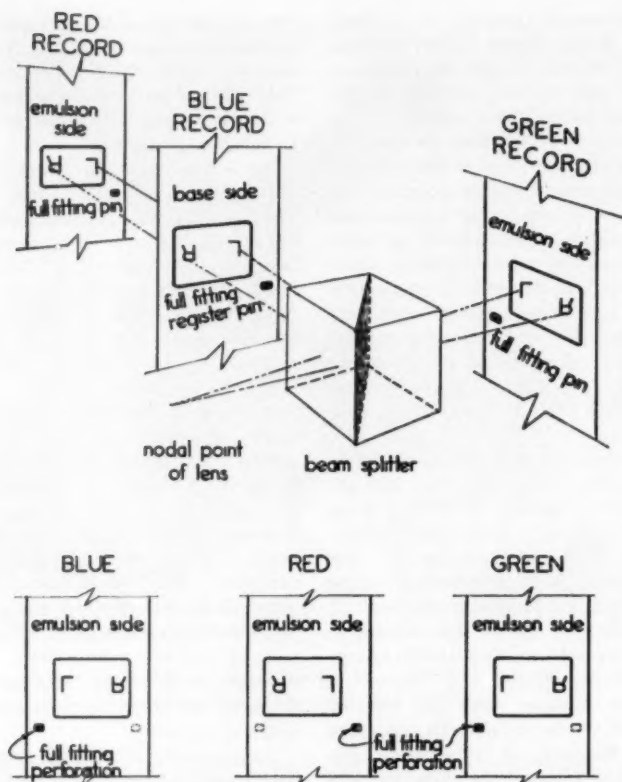 RED
RECORD
emulsion
side
R L
full fitting
pin
BLUE
RECORD
base side
R L
full fitting
register pin
GREEN
RECORD
emulsion side
L R
full fitting
pin
nodal point
of lens
beam splitter
BLUE
emulsion side
L R
full fitting
perforation
RED
emulsion side
R L
full fitting
perforation
GREEN
emulsion side
L R